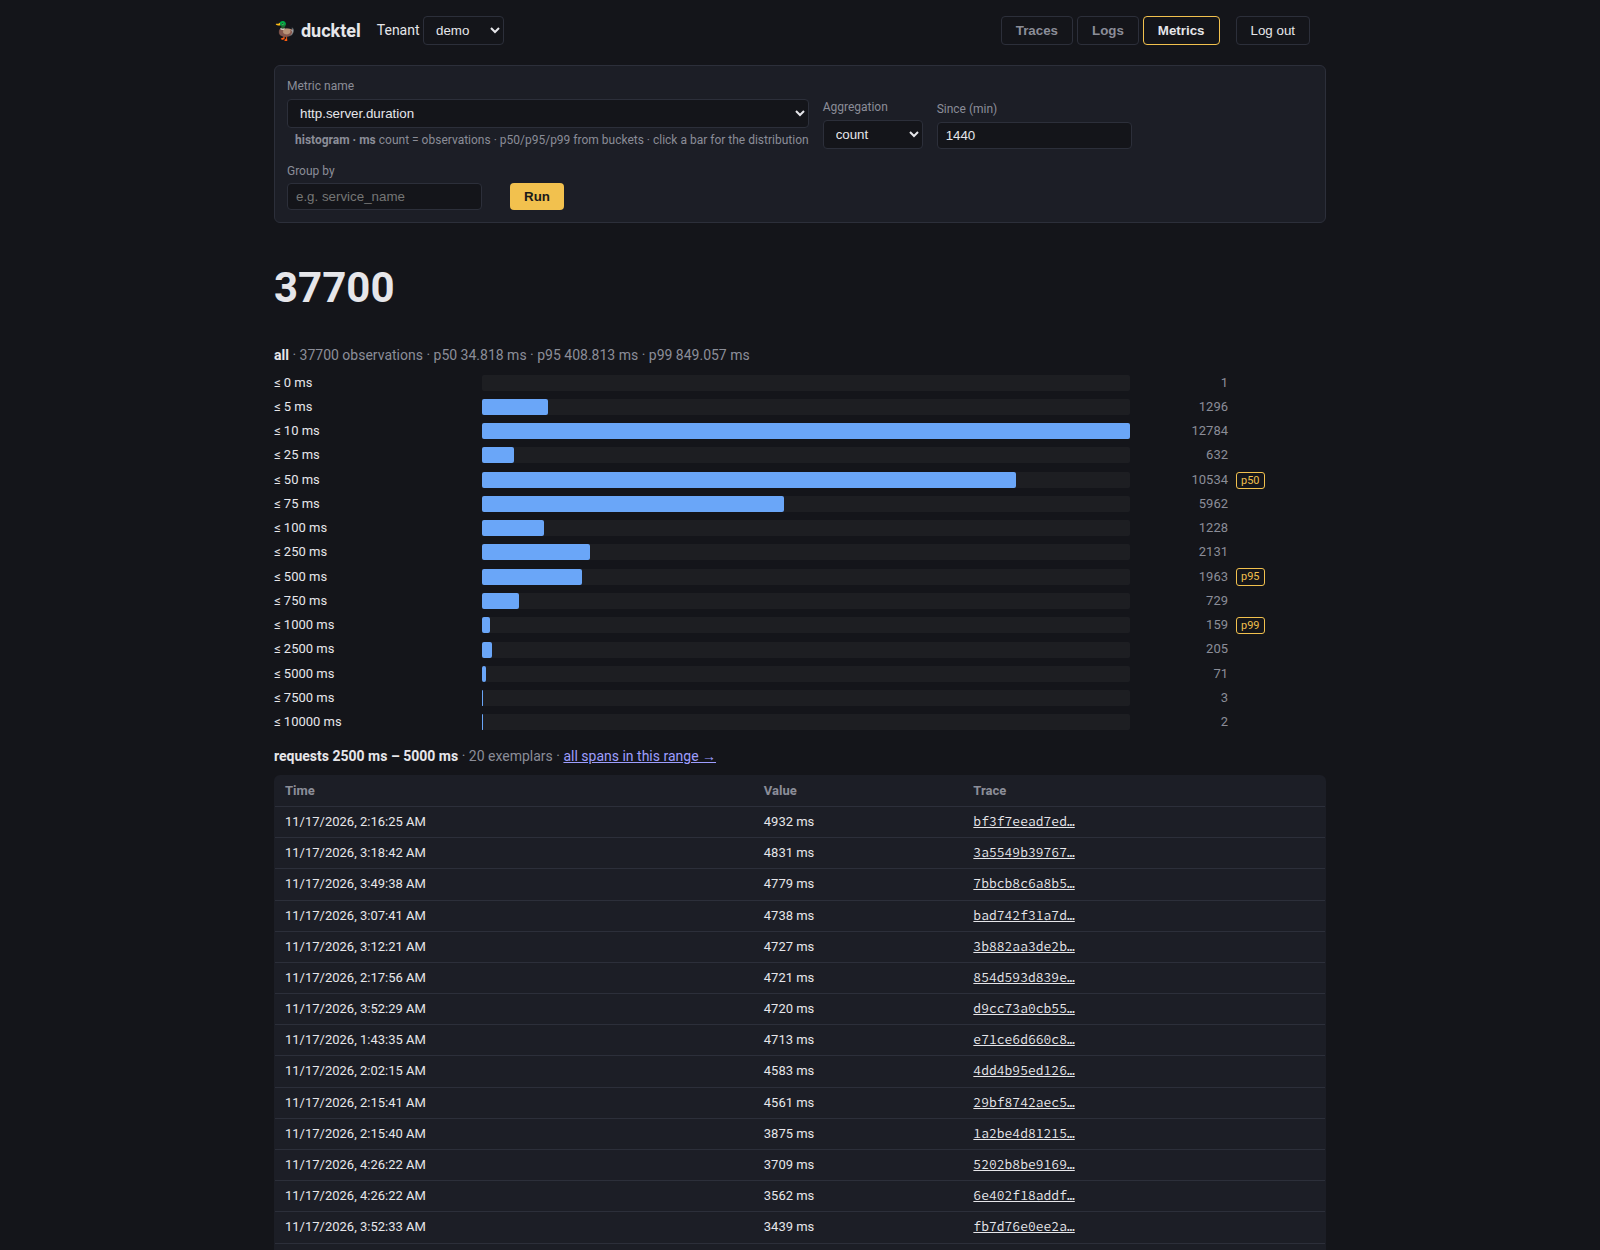 ducktel Tenant demo Traces Logs Metrics Log out
Metric name
http.server.duration
histogram · ms count = observations · p50/p95/p99 from buckets · click a bar for the distribution
Aggregation
count
Since (min)
1440
Group by
e.g. service_name
Run
37700
all · 37700 observations · p50 34.818 ms · p95 408.813 ms · p99 849.057 ms
≤ 0 ms 1
≤ 5 ms 1296
≤ 10 ms 12784
≤ 25 ms 632
≤ 50 ms 10534 p50
≤ 75 ms 5962
≤ 100 ms 1228
≤ 250 ms 2131
≤ 500 ms 1963 p95
≤ 750 ms 729
≤ 1000 ms 159 p99
≤ 2500 ms 205
≤ 5000 ms 71
≤ 7500 ms 3
≤ 10000 ms 2
requests 2500 ms – 5000 ms · 20 exemplars · all spans in this range →
Time Value Trace
11/17/2026, 2:16:25 AM 4932 ms bf3f7eead7ed…
11/17/2026, 3:18:42 AM 4831 ms 3a5549b39767…
11/17/2026, 3:49:38 AM 4779 ms 7bbcb8c6a8b5…
11/17/2026, 3:07:41 AM 4738 ms bad742f31a7d…
11/17/2026, 3:12:21 AM 4727 ms 3b882aa3de2b…
11/17/2026, 2:17:56 AM 4721 ms 854d593d839e…
11/17/2026, 3:52:29 AM 4720 ms d9cc73a0cb55…
11/17/2026, 1:43:35 AM 4713 ms e71ce6d660c8…
11/17/2026, 2:02:15 AM 4583 ms 4dd4b95ed126…
11/17/2026, 2:15:41 AM 4561 ms 29bf8742aec5…
11/17/2026, 2:15:40 AM 3875 ms 1a2be4d81215…
11/17/2026, 4:26:22 AM 3709 ms 5202b8be9169…
11/17/2026, 4:26:22 AM 3562 ms 6e402f18addf…
11/17/2026, 3:52:33 AM 3439 ms fb7d76e0ee2a…